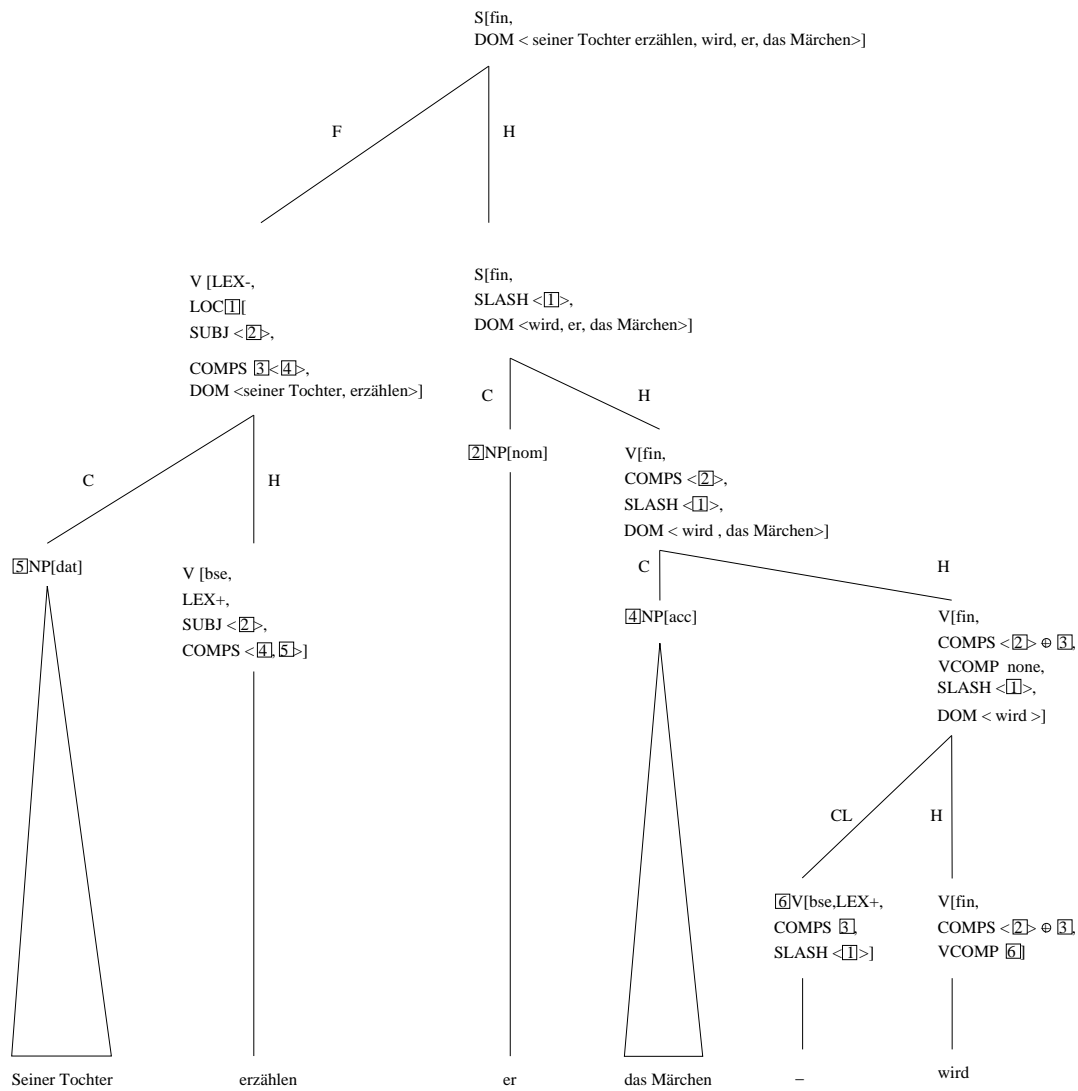 S[fin,
DOM < seiner Tochter erzählen, wird, er, das Märchen>]
F
H
V [LEX-,
LOC1[
SUBJ <2>,
COMPS 3<4>,
DOM <seiner Tochter, erzählen>]
S[fin,
SLASH <1>,
DOM <wird, er, das Märchen>]
C
H
C
H
2NP[nom]
V[fin,
COMPS <2>,
SLASH <1>,
DOM < wird , das Märchen>]
5NP[dat]
V [bse,
LEX+,
SUBJ <2>,
COMPS <4, 5>]
C
H
4NP[acc]
V[fin,
COMPS <2> ⊕ 3,
VCOMP none,
SLASH <1>,
DOM < wird >]
CL
H
6V[bse,LEX+,
COMPS 3,
SLASH <1>]
V[fin,
COMPS <2> ⊕ 3,
VCOMP 6]
Seiner Tochter
erzählen
er
das Märchen
–
wird